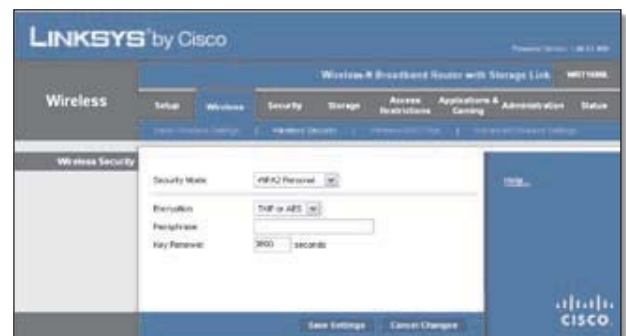 LINKSYS® by Cisco
Wireless-N Broadband Router with Storage Link
Wireless
Setup Wireless Security Storage Access Restrictions Applications & Gaming Administration Status
Wireless Security
Wireless Security
Security Mode: WPA2 Personal
Encryption: TKIP or AES
Passphrase:
Key Renewal: 3600 seconds
Help...
Save Settings Cancel Changes
CISCO